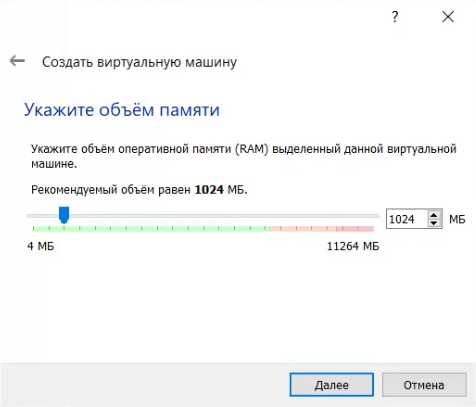 ?
Создать виртуальную машину
Укажите объём памяти
Укажите объём оперативной памяти (RAM) выделенный данной виртуальной
машине.
Рекомендуемый объём равен 1024 МБ.
1024 МБ
4 МБ 11264 МБ
Далее Отмена